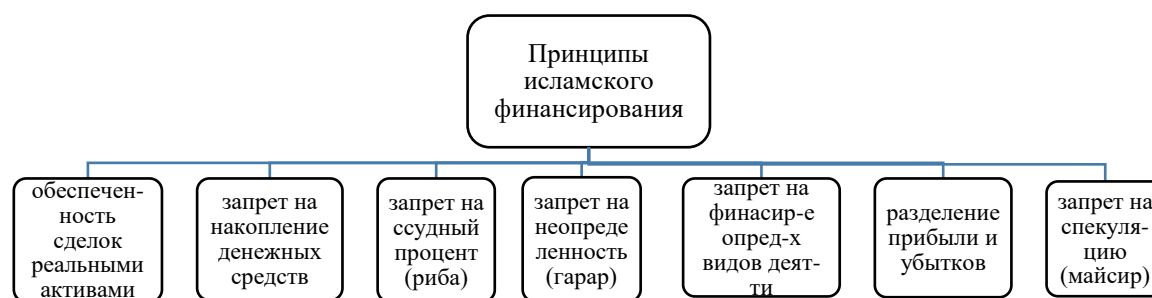 Принципы
исламского
финансирования
обеспечен-
ность
сделок
реальными
активами
запрет на
накопление
денежных
средств
запрет на
ссудный
процент
(риба)
запрет на
неопреде
ленность
(гарар)
запрет на
финасир-е
опред-х
видов деят-
ти
разделение
прибыли и
убытков
запрет на
спекуля-
цию
(майсир)